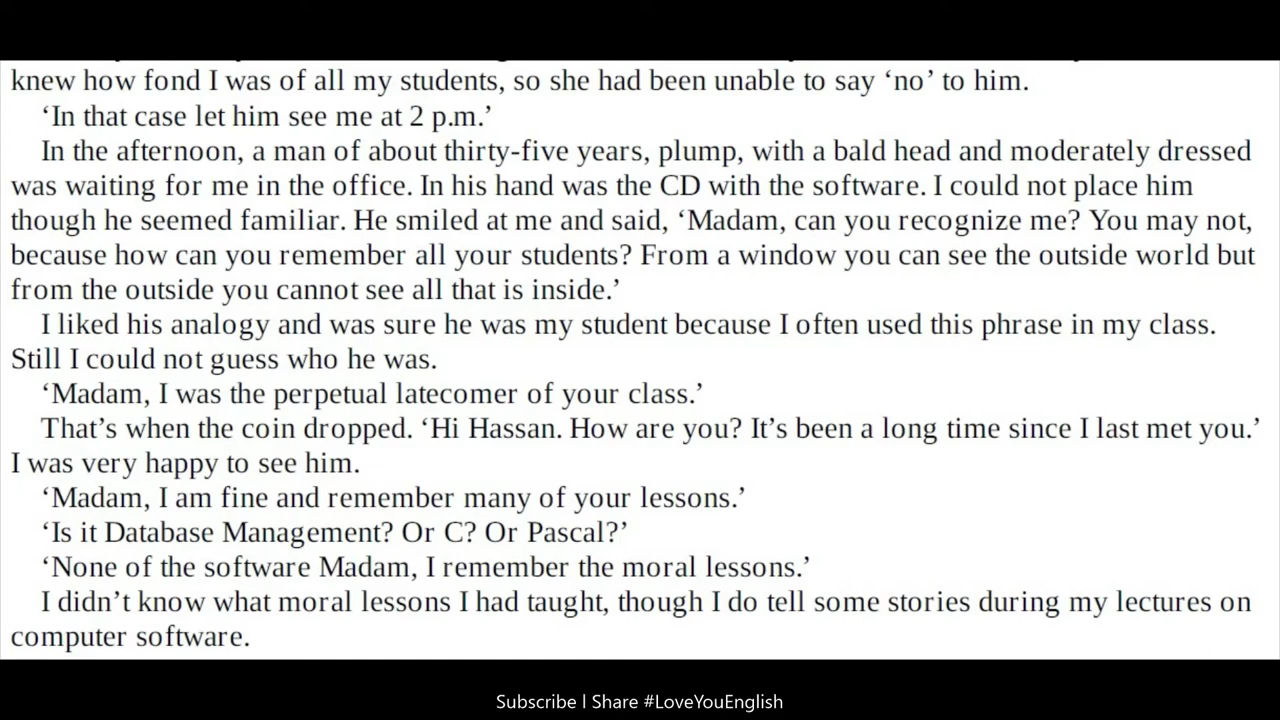 knew how fond I was of all my students, so she had been unable to say ‘no’ to him.
‘In that case let him see me at 2 p.m.’
In the afternoon, a man of about thirty-five years, plump, with a bald head and moderately dressed
was waiting for me in the office. In his hand was the CD with the software. I could not place him
though he seemed familiar. He smiled at me and said, ‘Madam, can you recognize me? You may not,
because how can you remember all your students? From a window you can see the outside world but
from the outside you cannot see all that is inside.’
I liked his analogy and was sure he was my student because I often used this phrase in my class.
Still I could not guess who he was.
‘Madam, I was the perpetual latecomer of your class.’
That’s when the coin dropped. ‘Hi Hassan. How are you? It’s been a long time since I last met you.’
I was very happy to see him.
‘Madam, I am fine and remember many of your lessons.’
‘Is it Database Management? Or C? Or Pascal?’
‘None of the software Madam, I remember the moral lessons.’
I didn’t know what moral lessons I had taught, though I do tell some stories during my lectures on
computer software.
Subscribe | Share #LoveYouEnglish